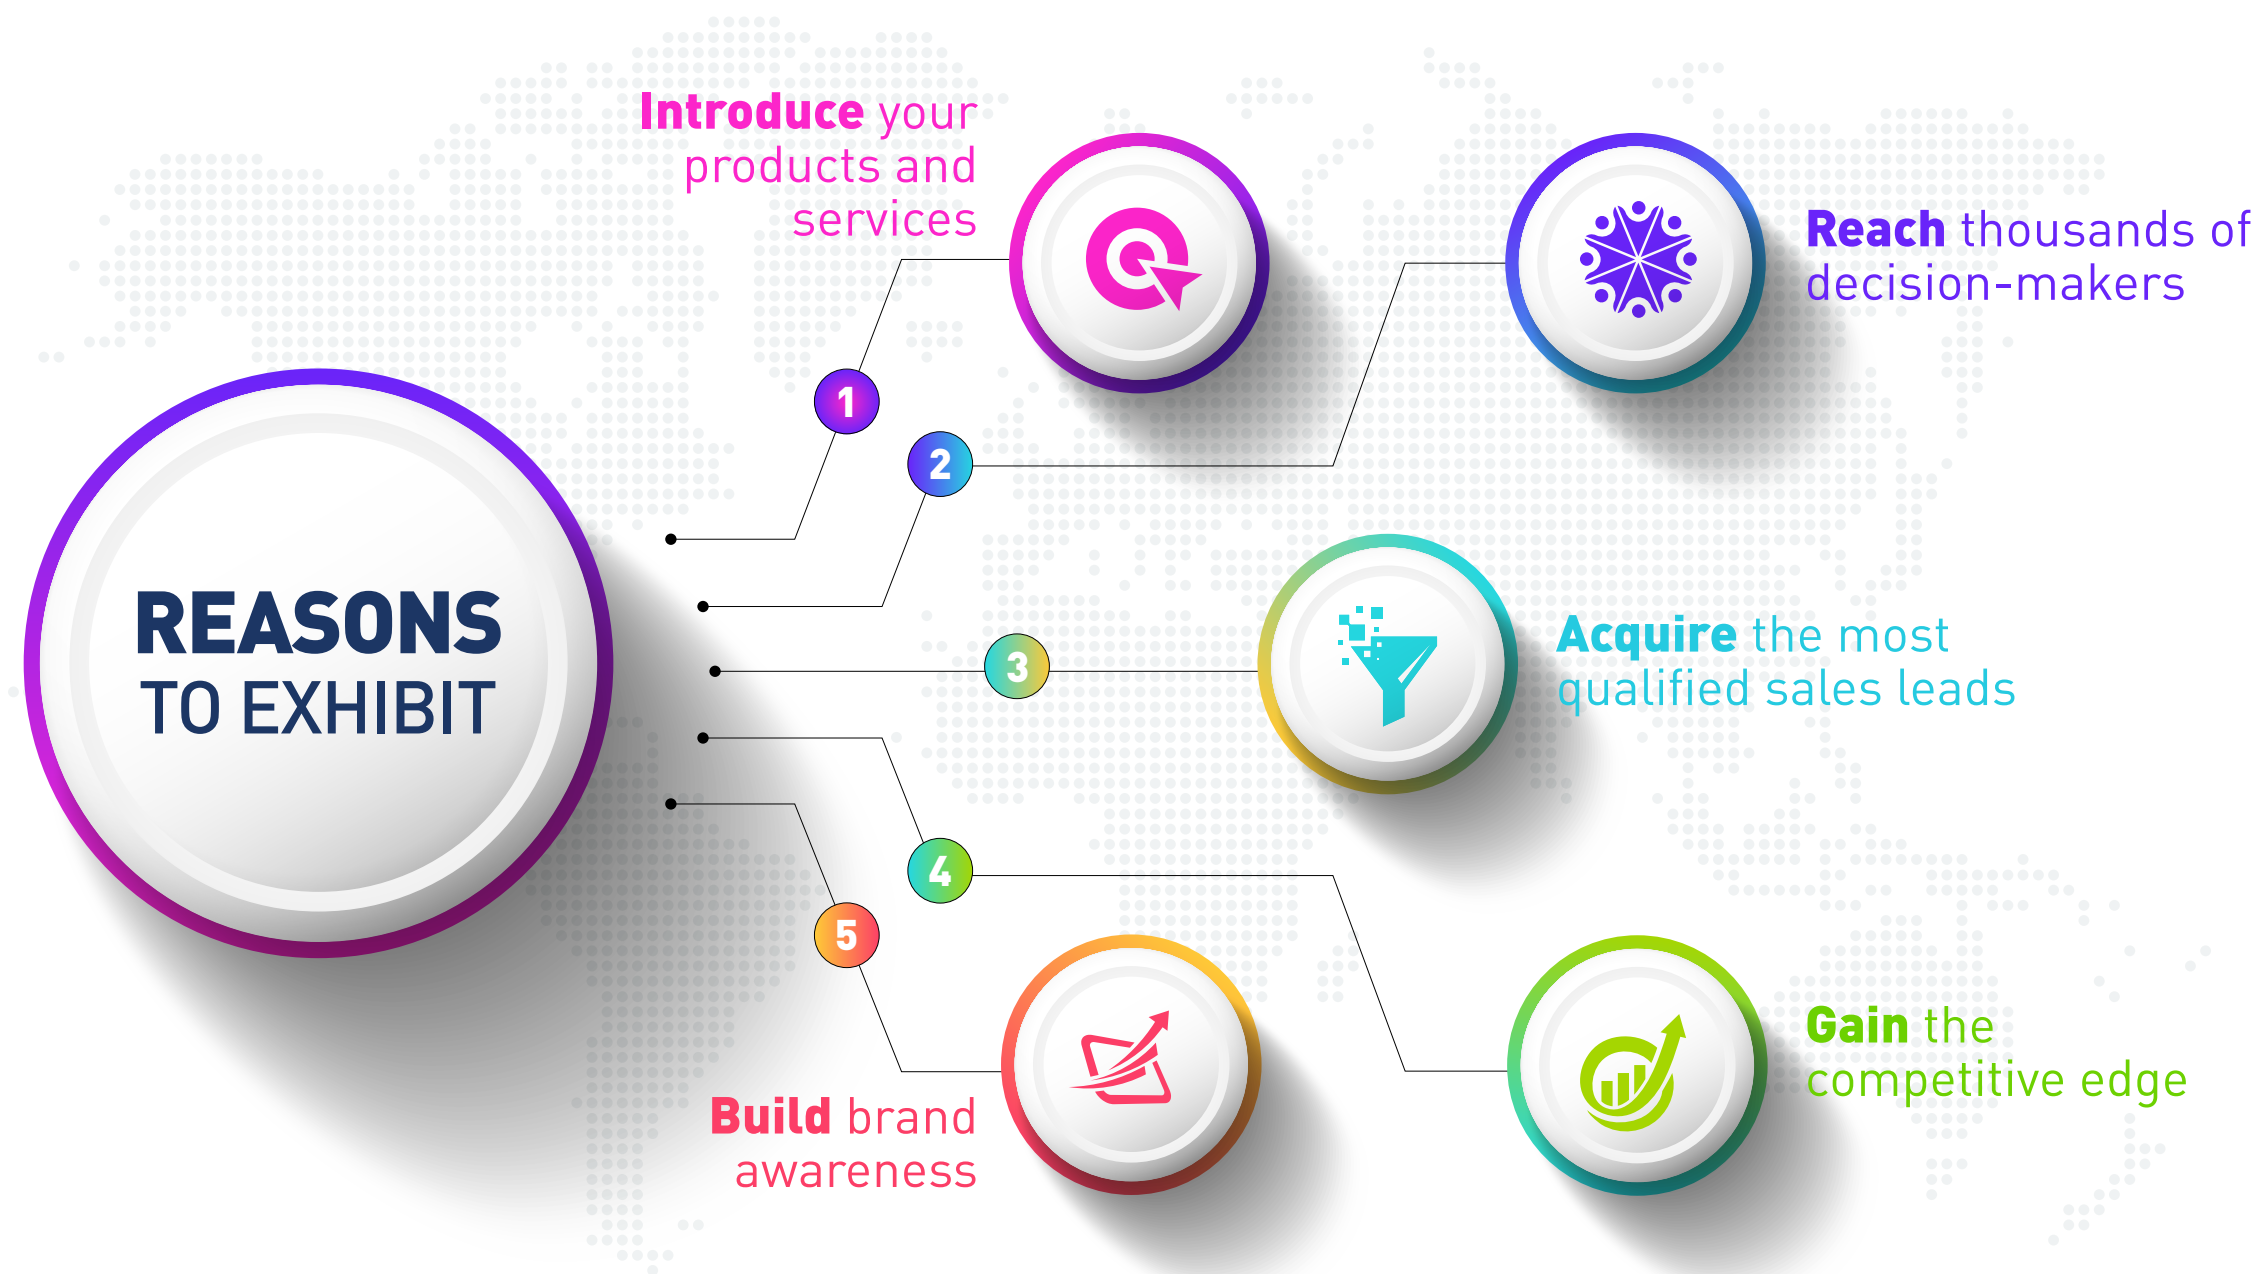 REASONS
TO EXHIBIT
1
Introduce your
products and
services
2
Reach thousands of
decision-makers
3
Acquire the most
qualified sales leads
4
Gain the
competitive edge
5
Build brand
awareness